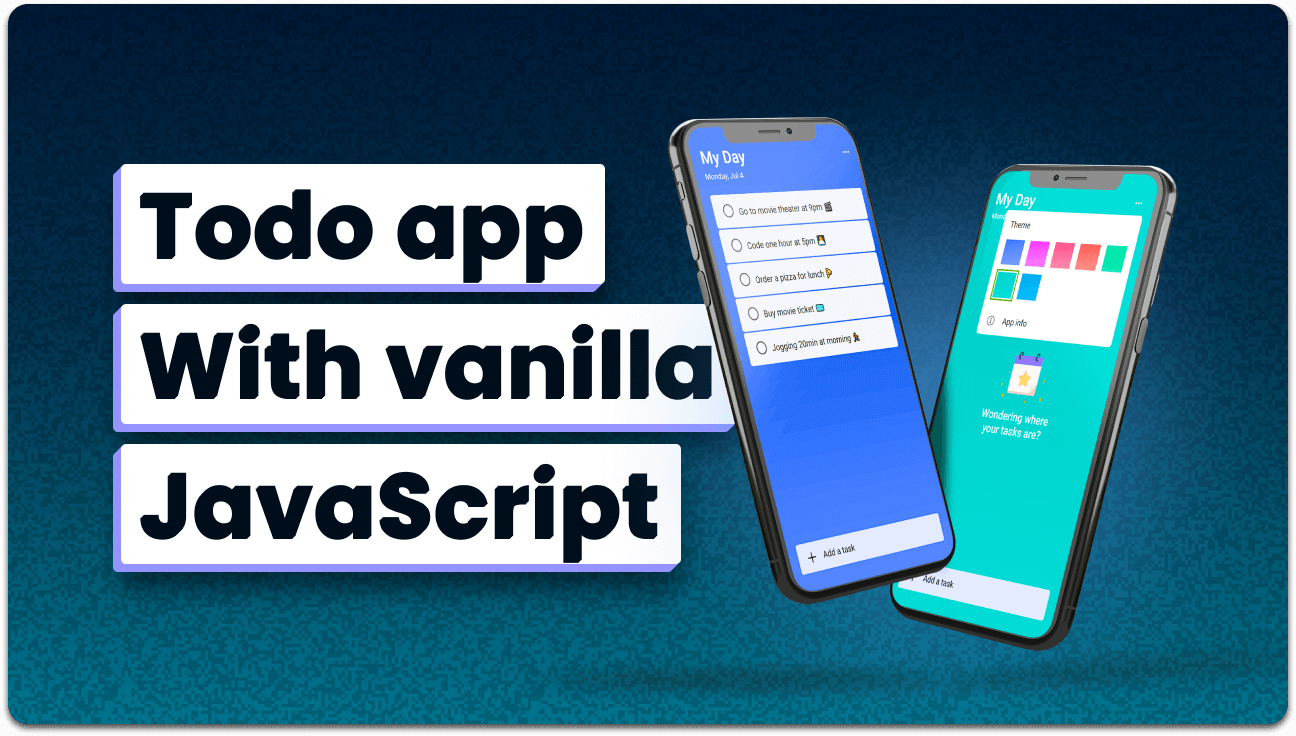 Todo app
With vanilla
JavaScript
My Day
...
Monday, Jul 4
Go to movie theater at 9pm 🎬
Code one hour at 5pm 👨‍💻
Order a pizza for lunch 🍕
Buy movie ticket 🎟️
Jogging 20min at morning 🏃
Add a task
My Day
...
Theme
App info
Wondering where
your tasks are?
Add a task